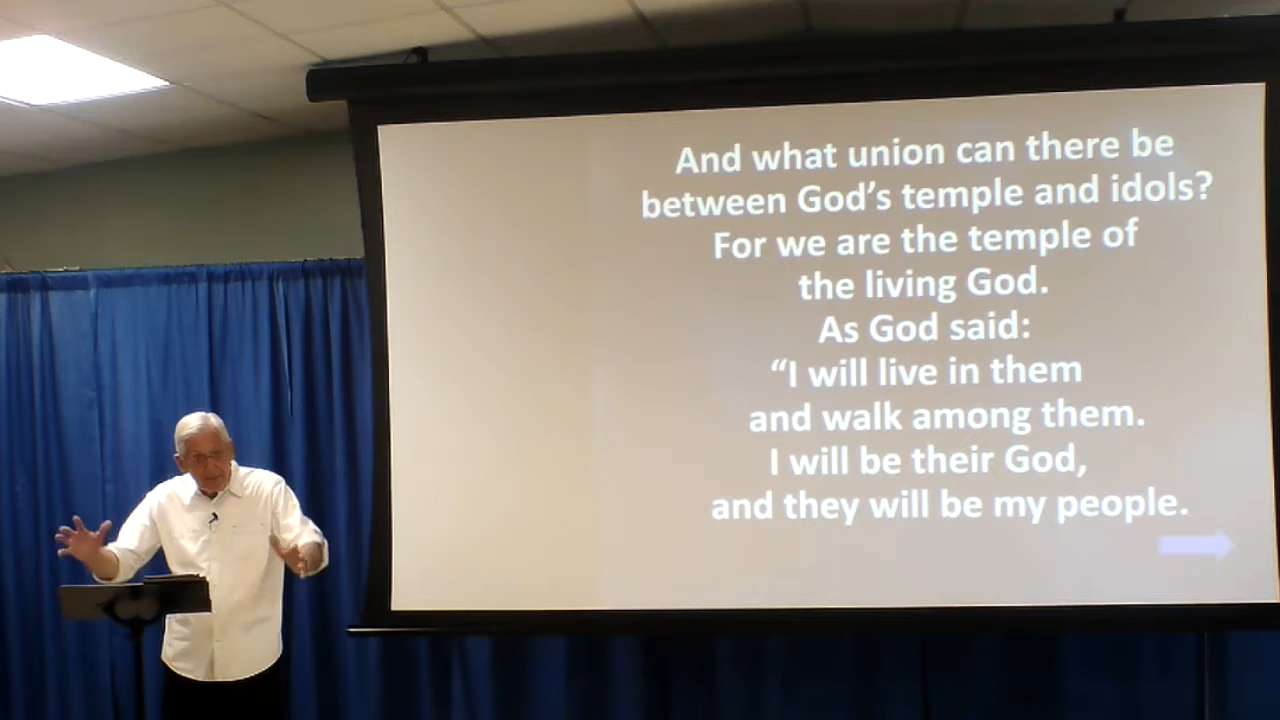 And what union can there be
between God’s temple and idols?
For we are the temple of
the living God.
As God said:
“I will live in them
and walk among them.
I will be their God,
and they will be my people.